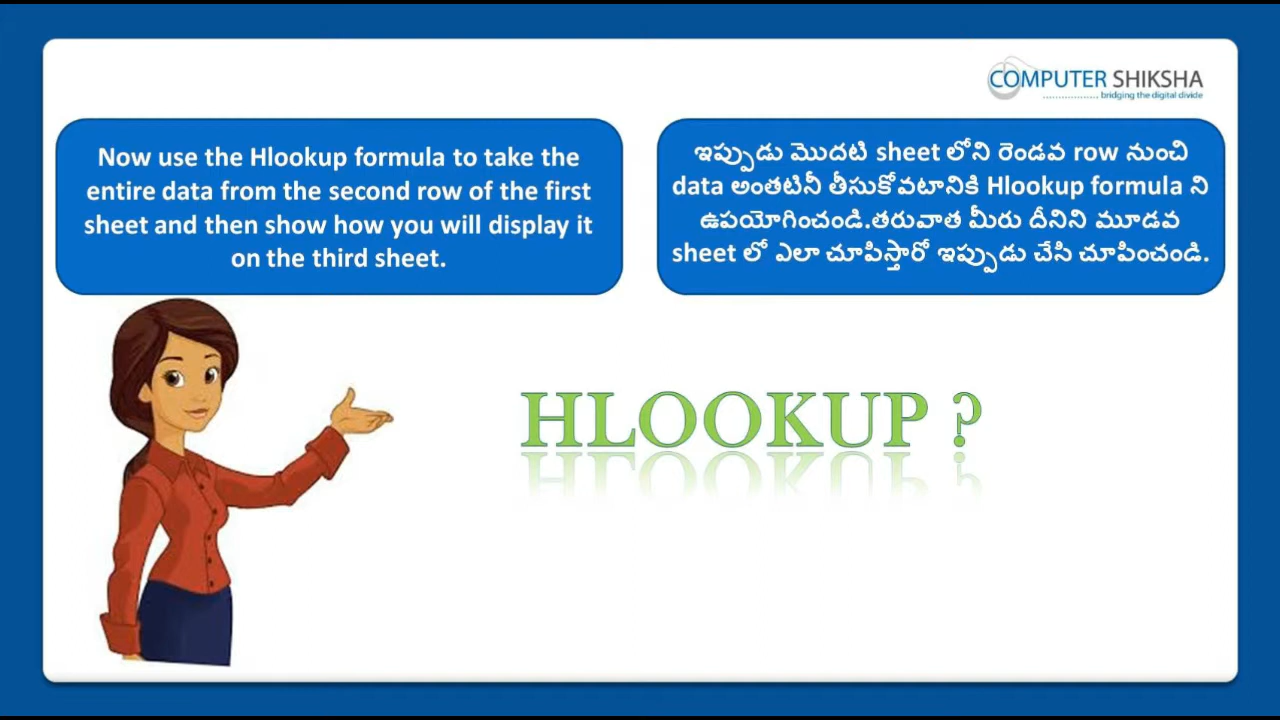 COMPUTER SHIKSHA
bridging the digital divide
Now use the Hlookup formula to take the
entire data from the second row of the first
sheet and then show how you will display it
on the third sheet.
ఇప్పుడు మొదటి sheet లోని రెండవ row నుంచి
data అంతటినీ తీసుకోవటానికి Hlookup formula ని
ఉపయోగించండి.తరువాత మీరు దీనిని మూడవ
sheet లో ఎలా చూపిస్తారో ఇప్పుడు చేసి చూపించండి.
HLOOKUP ?